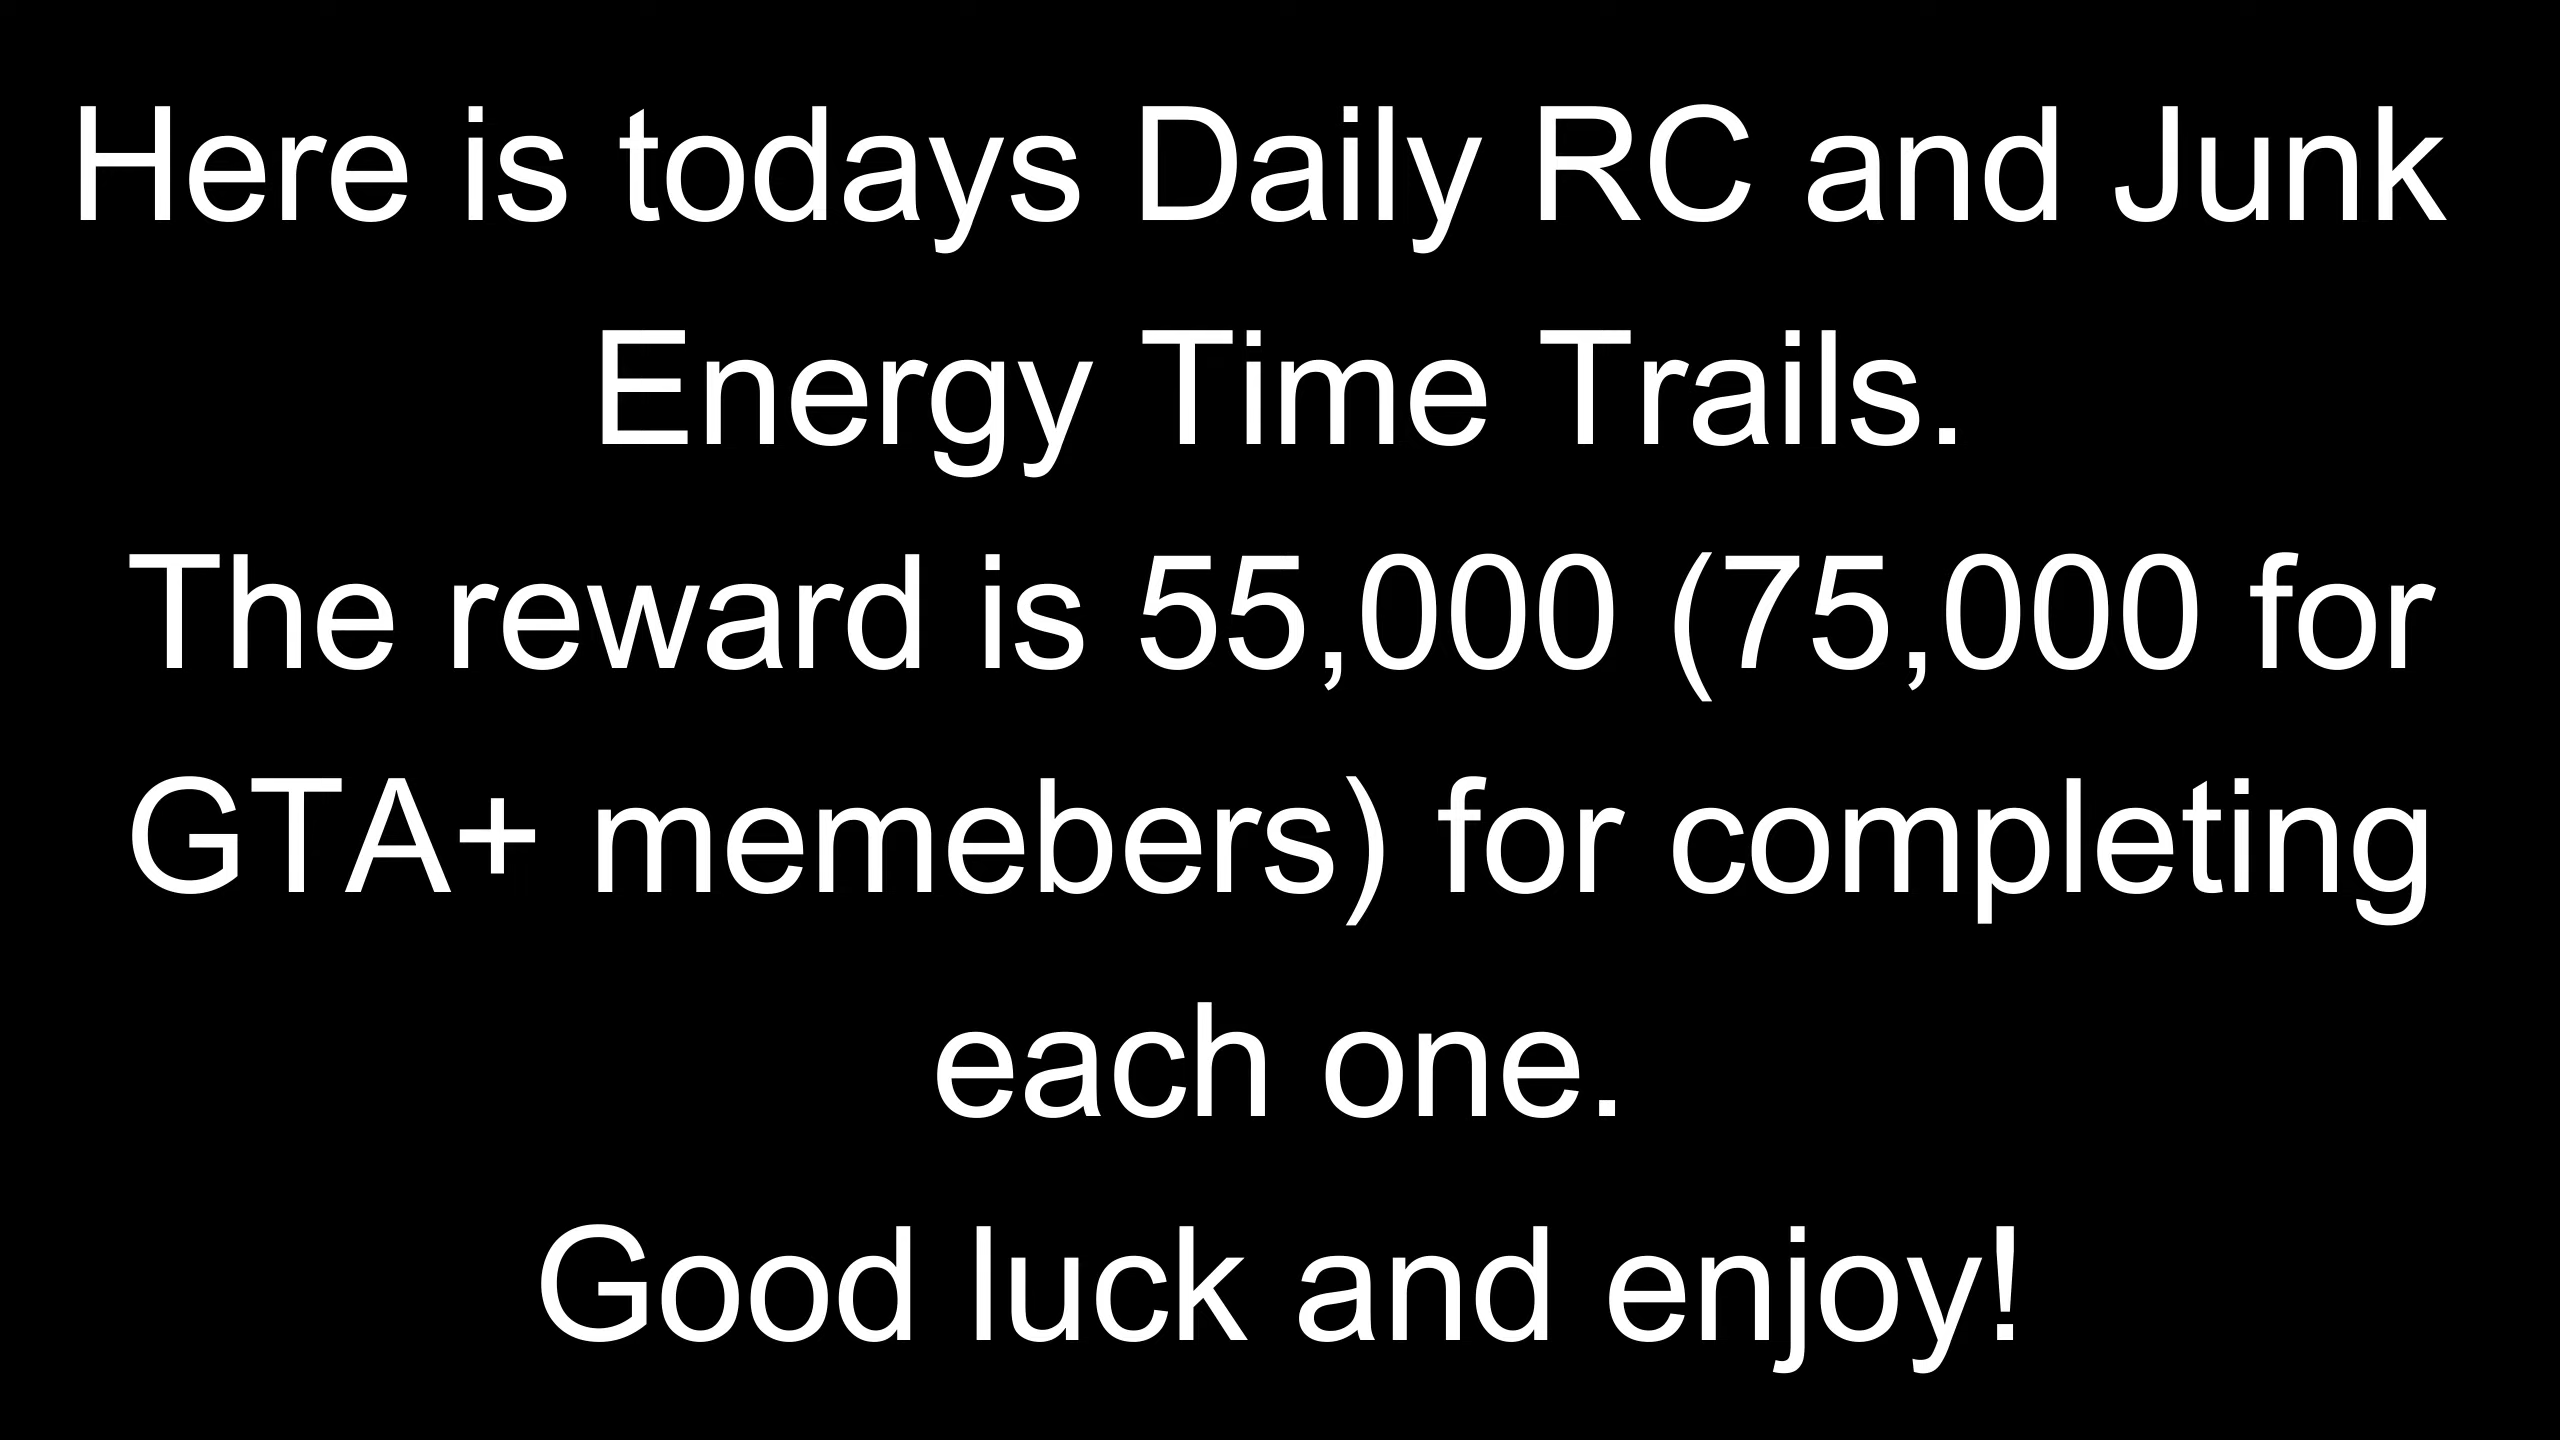 Here is todays Daily RC and Junk
Energy Time Trails.
The reward is 55,000 (75,000 for
GTA+ memebers) for completing
each one.
Good luck and enjoy!